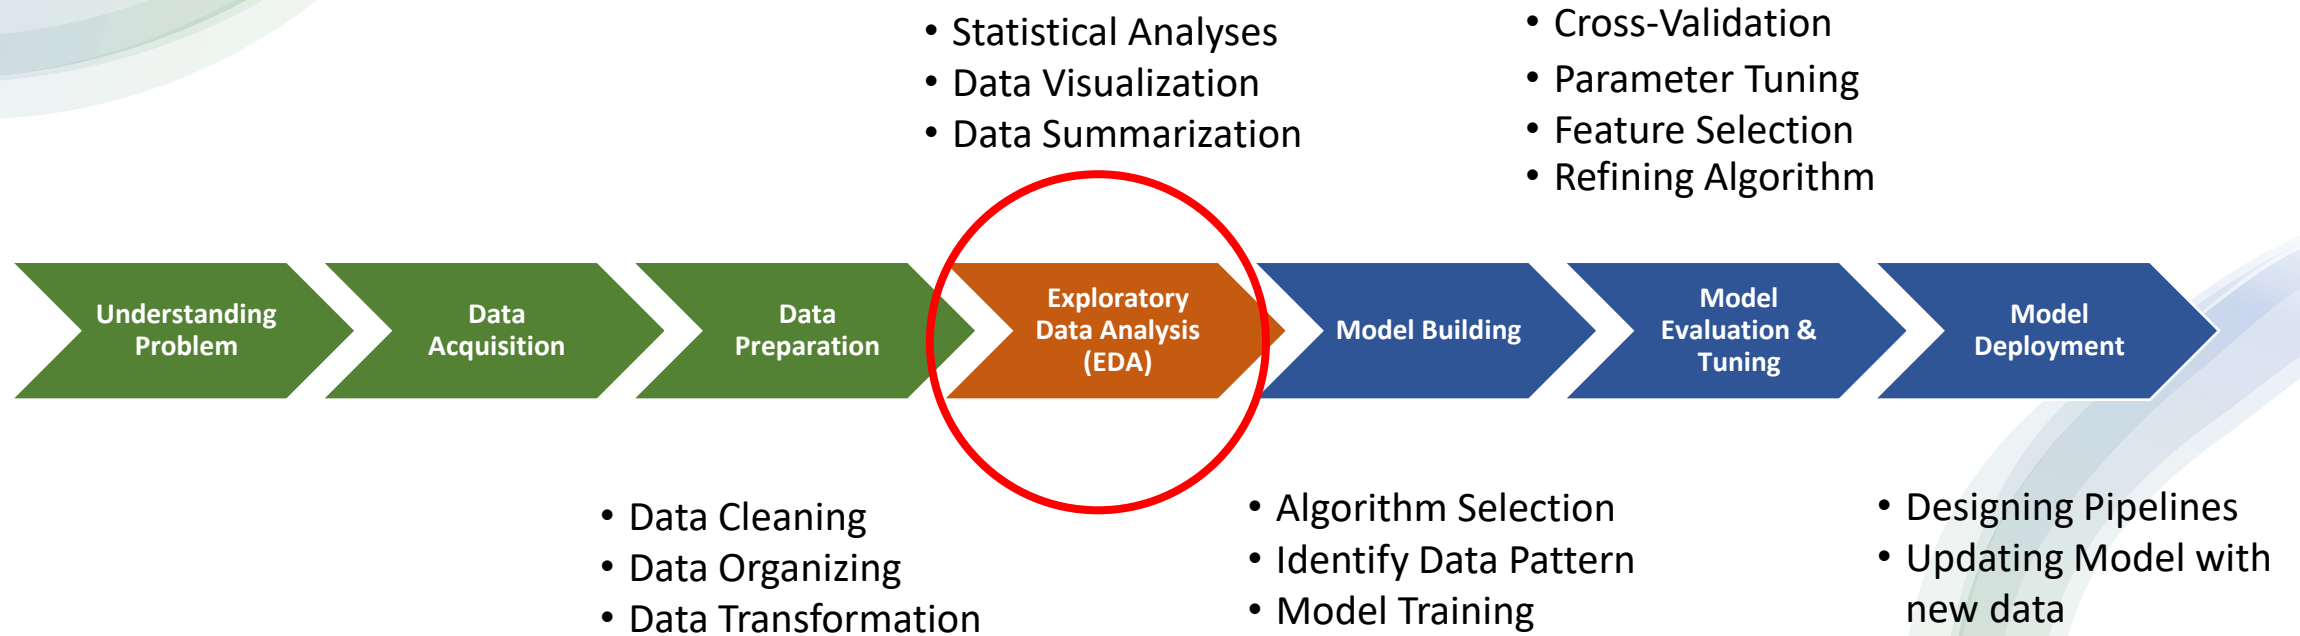 • Statistical Analyses
• Data Visualization
• Data Summarization
• Cross-Validation
• Parameter Tuning
• Feature Selection
• Refining Algorithm
Understanding
Problem
Data
Acquisition
Data
Preparation
Exploratory
Data Analysis
(EDA)
Model Building
Model
Evaluation &
Tuning
Model
Deployment
• Data Cleaning
• Data Organizing
• Data Transformation
• Algorithm Selection
• Identify Data Pattern
• Model Training
• Designing Pipelines
• Updating Model with
new data